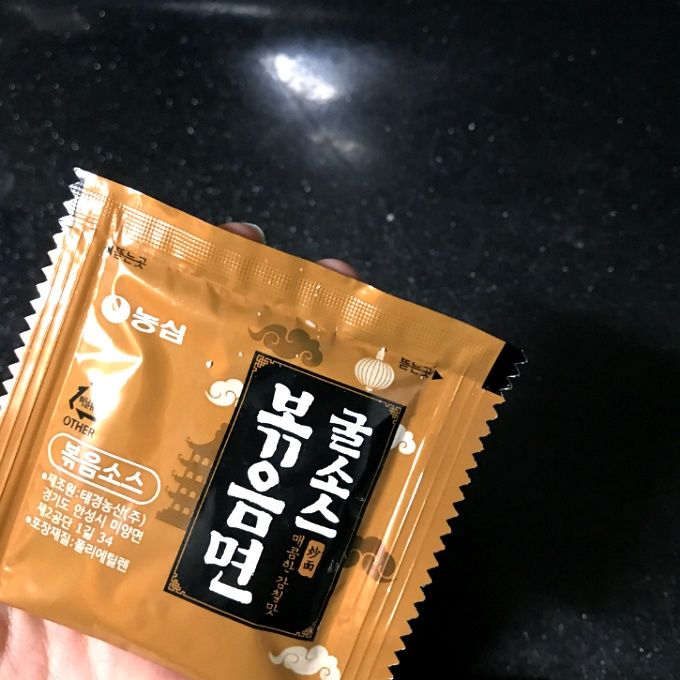 뜯는곳
농심
뜯는곳
굴소스
볶음면
炒面
매콤한 감칠맛
OTHER
볶음소스
●제조원:태경농산(주)
경기도 안성시 미양면
제2공단 1길 34
●포장재질:폴리에틸렌